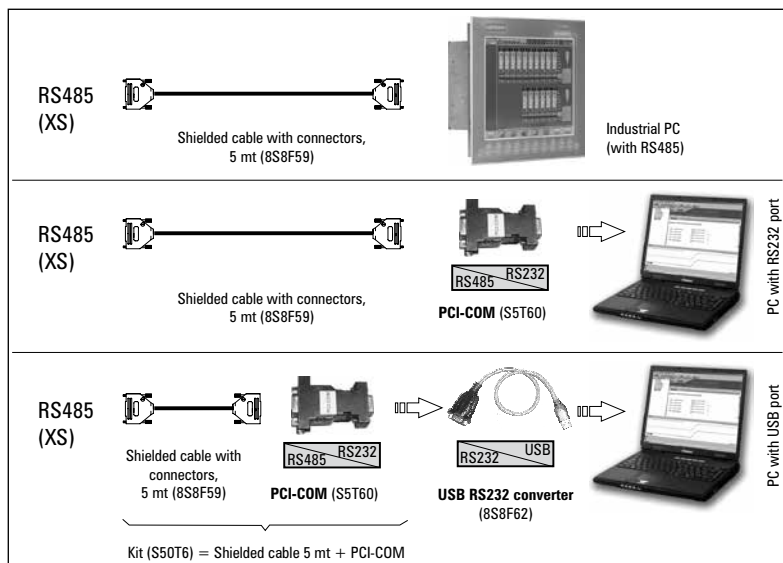 RS485
(XS)
Shielded cable with connectors,
5 mt (8S8F59)
Industrial PC
(with RS485)
RS485
(XS)
Shielded cable with connectors,
5 mt (8S8F59)
RS485 RS232
PCI-COM (S5T60)
PC with RS232 port
RS485
(XS)
Shielded cable with
connectors,
5 mt (8S8F59)
RS485 RS232
PCI-COM (S5T60)
RS232 USB
USB RS232 converter
(8S8F62)
PC with USB port
Kit (S50T6) = Shielded cable 5 mt + PCI-COM